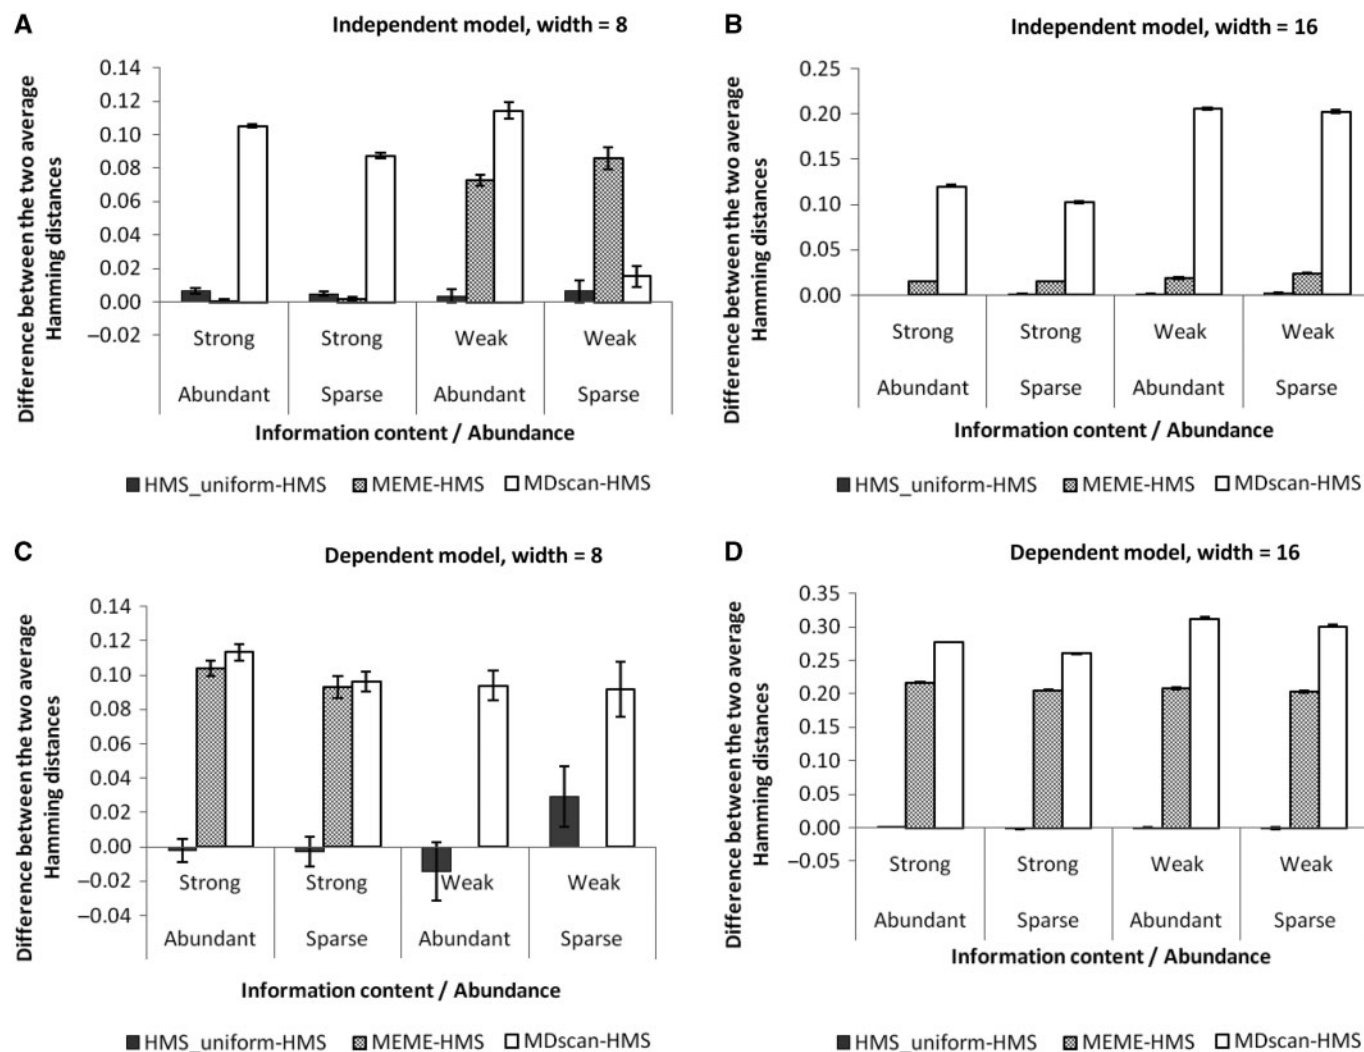 A
Independent model, width = 8
Difference between the two average
Hamming distances
0.14
0.12
0.10
0.08
0.06
0.04
0.02
0.00
–0.02
Strong Strong Weak Weak
Abundant Sparse Abundant Sparse
Information content / Abundance
HMS_uniform-HMS MEME-HMS MDscan-HMS
B
Independent model, width = 16
Difference between the two average
Hamming distances
0.25
0.20
0.15
0.10
0.05
0.00
Strong Strong Weak Weak
Abundant Sparse Abundant Sparse
Information content / Abundance
HMS_uniform-HMS MEME-HMS MDscan-HMS
C
Dependent model, width = 8
Difference between the two average
Hamming distances
0.14
0.12
0.10
0.08
0.06
0.04
0.02
0.00
–0.02
–0.04
Strong Strong Weak Weak
Abundant Sparse Abundant Sparse
Information content / Abundance
HMS_uniform-HMS MEME-HMS MDscan-HMS
D
Dependent model, width = 16
Difference between the two average
Hamming distances
0.35
0.30
0.25
0.20
0.15
0.10
0.05
0.00
–0.05
Strong Strong Weak Weak
Abundant Sparse Abundant Sparse
Information content / Abundance
HMS_uniform-HMS MEME-HMS MDscan-HMS